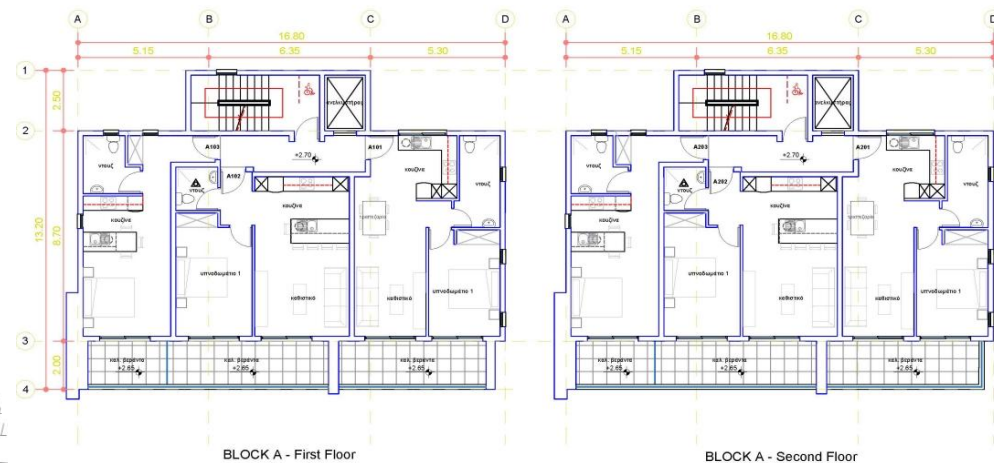 A B C D
16.80
5.15 6.35 5.30
1
2.50
2
ανελκυστήρας
A103
A101
+2.70
ντουζ
κουζίνα
A102
ντουζ
ντουζ
κουζίνα
τραπεζαρία
κουζίνα
13.20
8.70
υπνοδωμάτιο 1
καθιστικό
καθιστικό
υπνοδωμάτιο 1
3
2.00
καλ. βεράντα
+2.65
καλ. βεράντα
+2.65
καλ. βεράντα
+2.65
4
BLOCK A - First Floor
A B C D
16.80
5.15 6.35 5.30
ανελκυστήρας
A203
A201
+2.70
ντουζ
κουζίνα
A202
ντουζ
ντουζ
κουζίνα
τραπεζαρία
κουζίνα
υπνοδωμάτιο 1
καθιστικό
καθιστικό
υπνοδωμάτιο 1
καλ. βεράντα
+2.65
καλ. βεράντα
+2.65
καλ. βεράντα
+2.65
BLOCK A - Second Floor